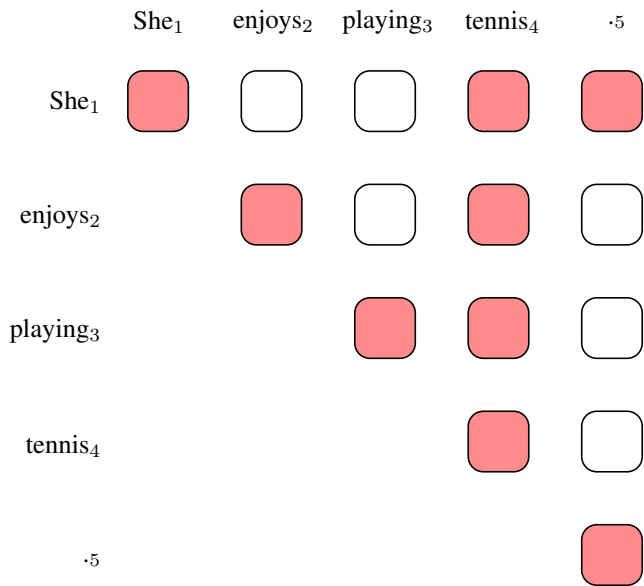 She₁ enjoys₂ playing₃ tennis₄ .₅
She₁
enjoys₂
playing₃
tennis₄
.₅